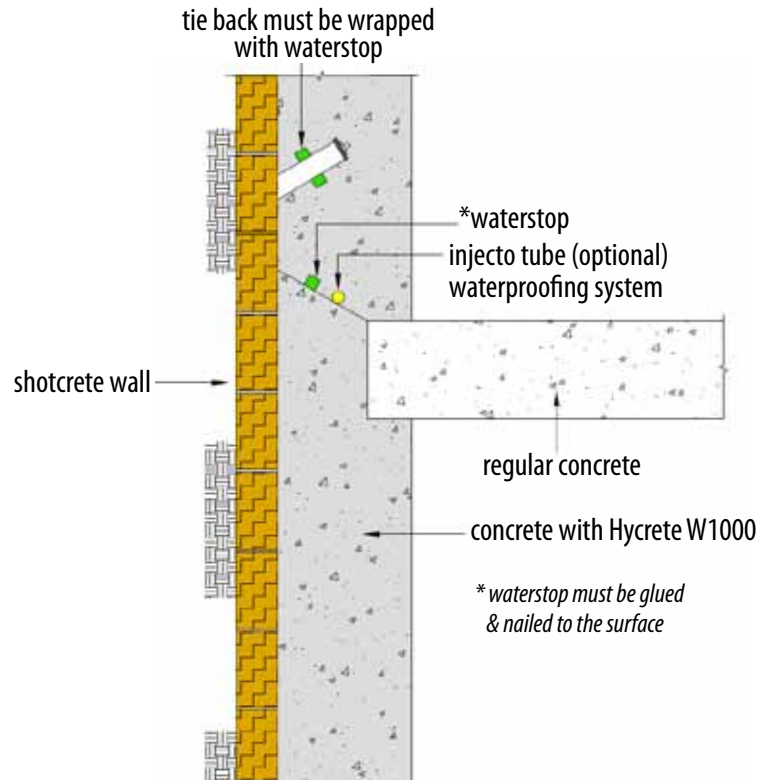 tie back must be wrapped
with waterstop
*waterstop
injecto tube (optional)
waterproofing system
shotcrete wall
regular concrete
concrete with Hycrete W1000
* waterstop must be glued
& nailed to the surface